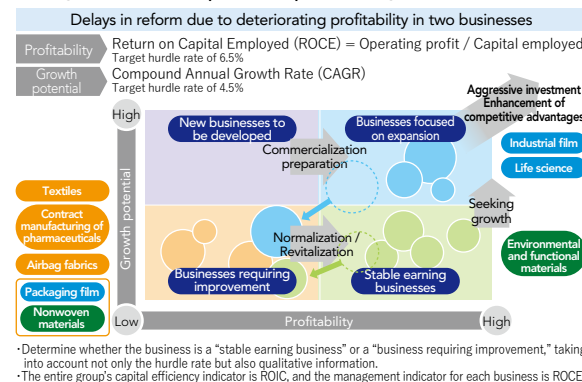 Delays in reform due to deteriorating profitability in two businesses
Profitability
Return on Capital Employed (ROCE) = Operating profit / Capital employed
Target hurdle rate of 6.5%
Growth
potential
Compound Annual Growth Rate (CAGR)
Target hurdle rate of 4.5%
Aggressive investment
Enhancement of
competitive advantages
High
New businesses to
be developed
Businesses focused
on expansion
Industrial film
Life science
Commercialization
preparation
Seeking
growth
Textiles
Contract
manufacturing of
pharmaceuticals
Airbag fabrics
Packaging film
Nonwoven
materials
Growth potential
Normalization /
Revitalization
Environmental
and functional
materials
Businesses requiring
improvement
Stable earning
businesses
Low
Profitability
High
･Determine whether the business is a “stable earning business” or a “business requiring improvement,” taking
into account not only the hurdle rate but also qualitative information.
･The entire group's capital efficiency indicator is ROIC, and the management indicator for each business is ROCE